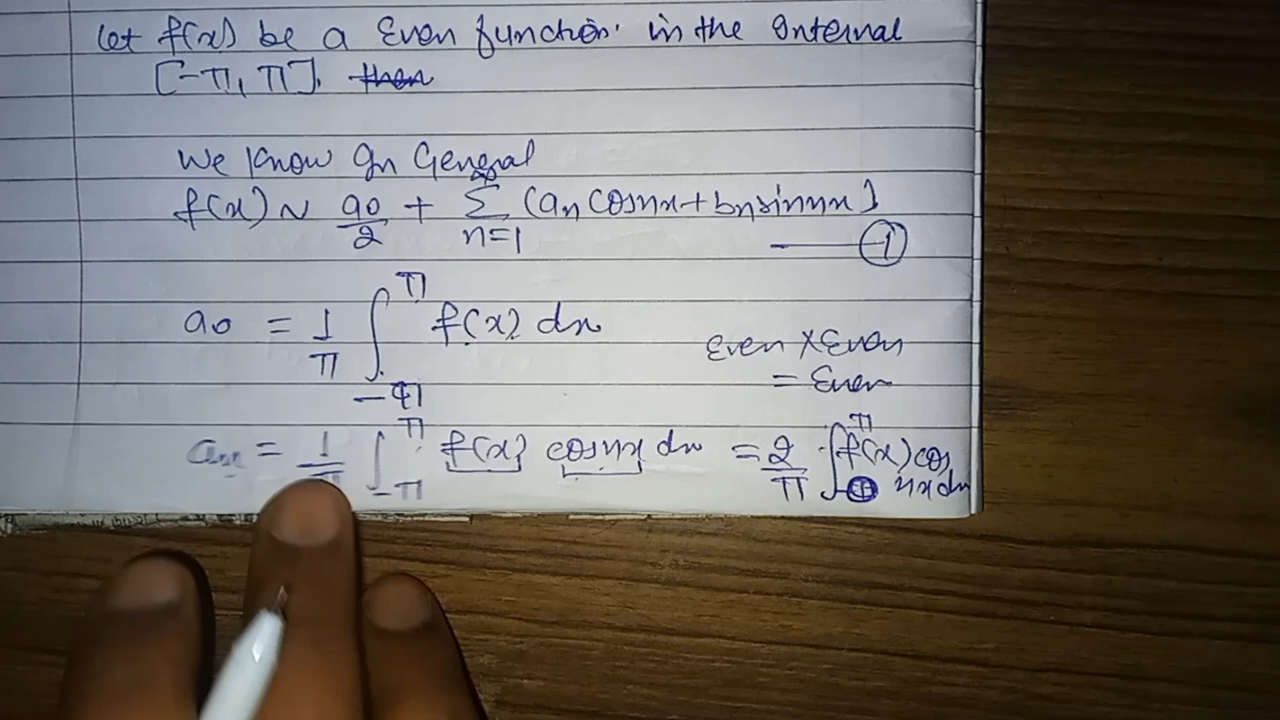 Let f(x) be a Even function in the Interval
[-π, π]. then
We know In General
f(x) ~ a0/2 + ∞Σn=1 (an cosnx + bn sinnx)
—— ①
a0 = 1/π ∫-π^π f(x) dx
Even × Even
= Even
an = 1/π ∫-π^π f(x) cosnx dx = 2/π ∫0^π f(x) cos
nx dx